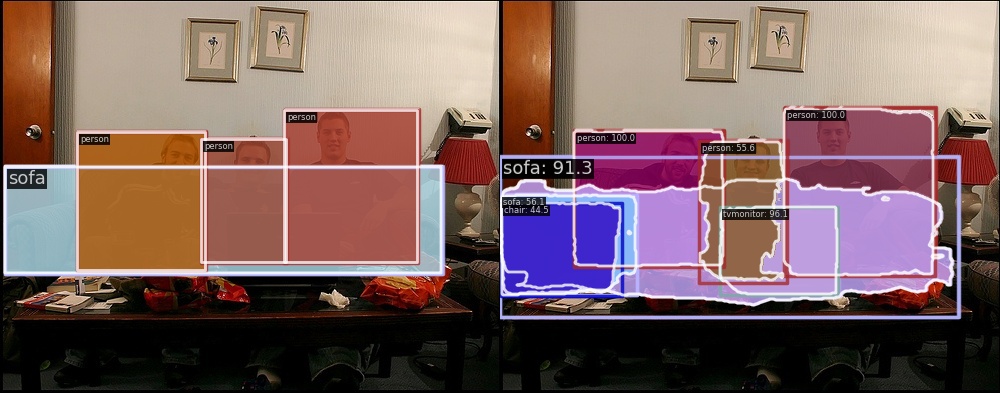 person
person
person
sofa
person: 100.0
person: 100.0
person: 55.6
sofa: 91.3
sofa: 56.1
chair: 44.5
tvmonitor: 96.1